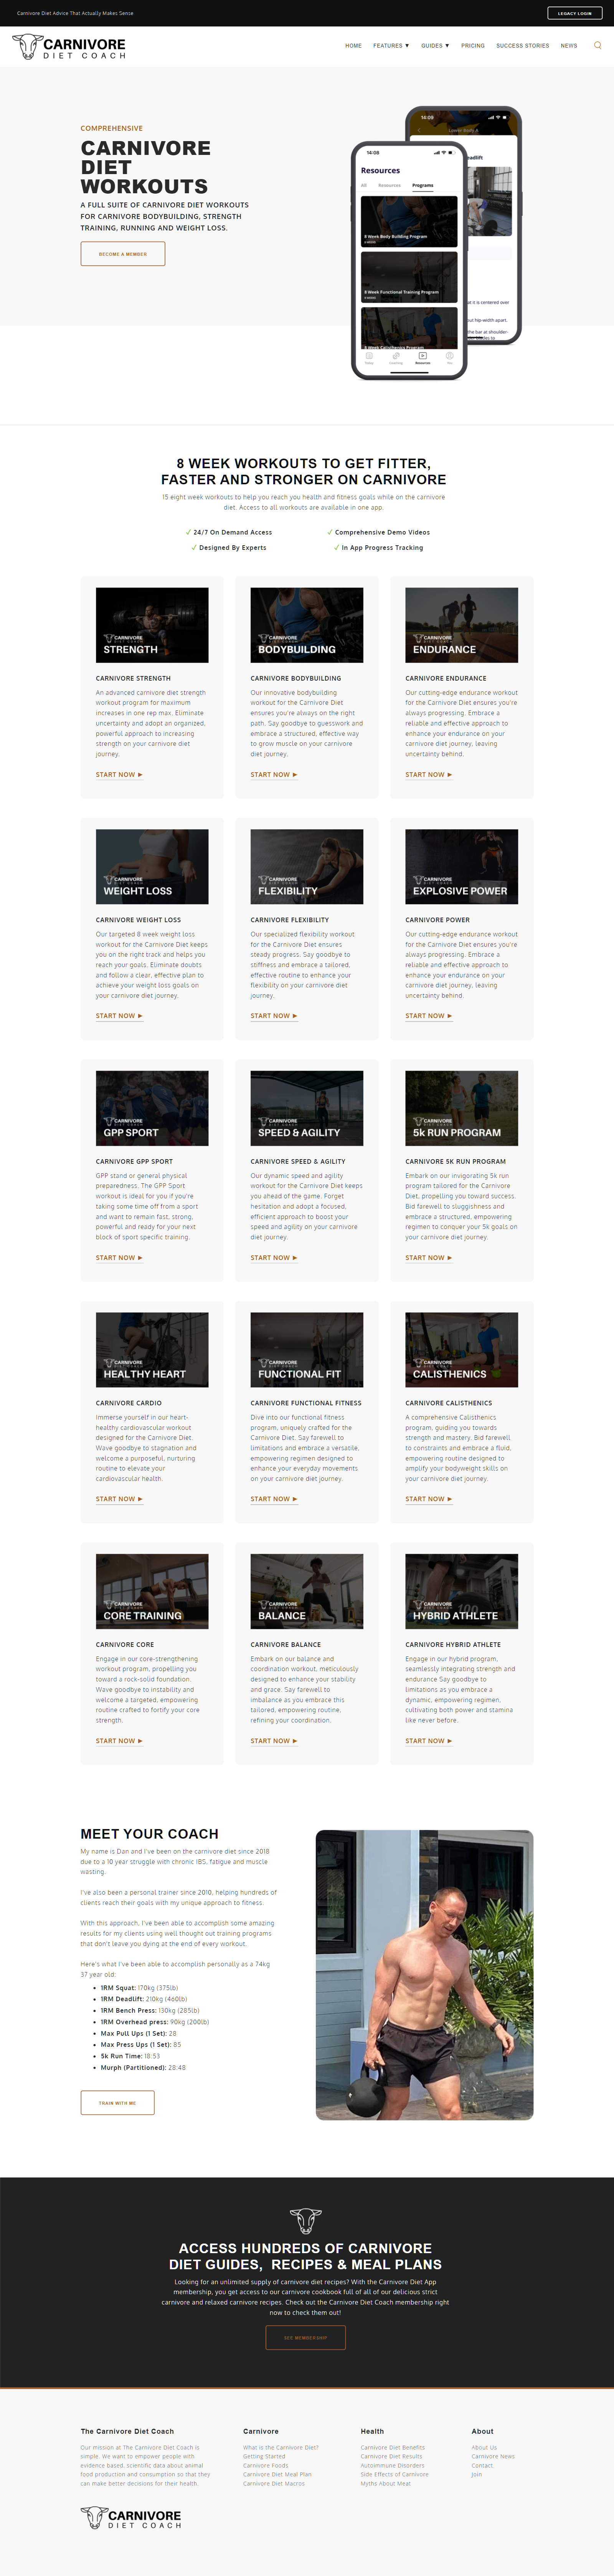 Carnivore Diet Advice That Actually Makes Sense
LEGACY LOGIN
CARNIVORE
DIET COACH
HOME
FEATURES ▼
GUIDES ▼
PRICING
SUCCESS STORIES
NEWS
COMPREHENSIVE
CARNIVORE
DIET
WORKOUTS
A FULL SUITE OF CARNIVORE DIET WORKOUTS
FOR CARNIVORE BODYBUILDING, STRENGTH
TRAINING, RUNNING AND WEIGHT LOSS.
BECOME A MEMBER
14:08
14:08
Resources
All Resources Programs
8 Week Body Building Program
8 Week Functional Training Program
8 Week Calisthenics Program
8 WEEK WORKOUTS TO GET FITTER,
FASTER AND STRONGER ON CARNIVORE
15 eight week workouts to help you reach you health and fitness goals while on the carnivore
diet. Access to all workouts are available in one app.
✓ 24/7 On Demand Access
✓ Comprehensive Demo Videos
✓ Designed By Experts
✓ In App Progress Tracking
CARNIVORE
DIET COACH
STRENGTH
CARNIVORE STRENGTH
An advanced carnivore diet strength
workout program for maximum
increases in one rep max. Eliminate
uncertainty and adopt an organized,
powerful approach to increasing
strength on your carnivore diet
journey.
START NOW ►
CARNIVORE
DIET COACH
BODYBUILDING
CARNIVORE BODYBUILDING
Our innovative bodybuilding
workout for the Carnivore Diet
ensures you're always on the right
path. Say goodbye to guesswork and
embrace a structured, effective way
to grow muscle on your carnivore
diet journey.
START NOW ►
CARNIVORE
DIET COACH
ENDURANCE
CARNIVORE ENDURANCE
Our cutting-edge endurance workout
for the Carnivore Diet ensures you're
always progressing. Embrace a
reliable and effective approach to
enhance your endurance on your
carnivore diet journey, leaving
uncertainty behind.
START NOW ►
CARNIVORE
DIET COACH
WEIGHT LOSS
CARNIVORE WEIGHT LOSS
Our targeted 8 week weight loss
workout for the Carnivore Diet keeps
you on the right track and helps you
reach your goals. Eliminate doubts
and follow a clear, effective plan to
achieve your weight loss goals on
your carnivore diet journey.
START NOW ►
CARNIVORE
DIET COACH
FLEXIBILITY
CARNIVORE FLEXIBILITY
Our specialized flexibility workout
for the Carnivore Diet ensures
steady progress. Say goodbye to
stiffness and embrace a tailored,
effective routine to enhance your
flexibility on your carnivore diet
journey.
START NOW ►
CARNIVORE
DIET COACH
EXPLOSIVE POWER
CARNIVORE POWER
Our cutting-edge endurance workout
for the Carnivore Diet ensures you're
always progressing. Embrace a
reliable and effective approach to
enhance your endurance on your
carnivore diet journey, leaving
uncertainty behind.
START NOW ►
CARNIVORE
DIET COACH
GPP SPORT
CARNIVORE GPP SPORT
GPP stand or general physical
preparedness. The GPP Sport
workout is ideal for you if you're
taking some time off from a sport
and want to remain fast, strong,
powerful and ready for your next
block of sport specific training.
START NOW ►
CARNIVORE
DIET COACH
SPEED & AGILITY
CARNIVORE SPEED & AGILITY
Our dynamic speed and agility
workout for the Carnivore Diet keeps
you ahead of the game. Forget
hesitation and adopt a focused,
efficient approach to boost your
speed and agility on your carnivore
diet journey.
START NOW ►
CARNIVORE
DIET COACH
5k RUN PROGRAM
CARNIVORE 5K RUN PROGRAM
Embark on our invigorating 5k run
program tailored for the Carnivore
Diet, propelling you toward success.
Bid farewell to sluggishness and
embrace a structured, empowering
regimen to conquer your 5k goals on
your carnivore diet journey.
START NOW ►
CARNIVORE
DIET COACH
HEALTHY HEART
CARNIVORE CARDIO
Immerse yourself in our heart-
healthy cardiovascular workout
designed for the Carnivore Diet.
Wave goodbye to stagnation and
welcome a purposeful, nurturing
routine to elevate your
cardiovascular health.
START NOW ►
CARNIVORE
DIET COACH
FUNCTIONAL FIT
CARNIVORE FUNCTIONAL FITNESS
Dive into our functional fitness
program, uniquely crafted for the
Carnivore Diet. Say farewell to
limitations and embrace a versatile,
empowering regimen designed to
enhance your everyday movements
on your carnivore diet journey.
START NOW ►
CARNIVORE
DIET COACH
CALISTHENICS
CARNIVORE CALISTHENICS
A comprehensive Calisthenics
program, guiding you towards
strength and mastery. Bid farewell
to constraints and embrace a fluid,
empowering routine designed to
amplify your bodyweight skills on
your carnivore diet journey.
START NOW ►
CARNIVORE
DIET COACH
CORE TRAINING
CARNIVORE CORE
Engage in our core-strengthening
workout program, propelling you
toward a rock-solid foundation.
Wave goodbye to instability and
welcome a targeted, empowering
routine crafted to fortify your core
strength.
START NOW ►
CARNIVORE
DIET COACH
BALANCE
CARNIVORE BALANCE
Embark on our balance and
coordination workout, meticulously
designed to enhance your stability
and grace. Say farewell to
imbalance as you embrace this
tailored, empowering routine,
refining your coordination.
START NOW ►
CARNIVORE
DIET COACH
HYBRID ATHLETE
CARNIVORE HYBRID ATHLETE
Engage in our hybrid program,
seamlessly integrating strength and
endurance Say goodbye to
limitations as you embrace a
dynamic, empowering regimen,
cultivating both power and stamina
like never before.
START NOW ►
MEET YOUR COACH
My name is Dan and I've been on the carnivore diet since 2018
due to a 10 year struggle with chronic IBS, fatigue and muscle
wasting.
I've also been a personal trainer since 2010, helping hundreds of
clients reach their goals with my unique approach to fitness.
With this approach, I've been able to accomplish some amazing
results for my clients using well thought out training programs
that don't leave you dying at the end of every workout.
Here's what I've been able to accomplish personally as a 74kg
37 year old:
• 1RM Squat: 170kg (375lb)
• 1RM Deadlift: 210kg (460lb)
• 1RM Bench Press: 130kg (285lb)
• 1RM Overhead press: 90kg (200lb)
• Max Pull Ups (1 Set): 28
• Max Press Ups (1 Set): 85
• 5k Run Time: 18:53
• Murph (Partitioned): 28:48
TRAIN WITH ME
ACCESS HUNDREDS OF CARNIVORE
DIET GUIDES, RECIPES & MEAL PLANS
Looking for an unlimited supply of carnivore diet recipes? With the Carnivore Diet App
membership, you get access to our carnivore cookbook full of all of our delicious strict
carnivore and relaxed carnivore recipes. Check out the Carnivore Diet Coach membership right
now to check them out!
SEE MEMBERSHIP
The Carnivore Diet Coach
Our mission at The Carnivore Diet Coach is
simple. We want to empower people with
evidence based, scientific data about animal
food production and consumption so that they
can make better decisions for their health.
Carnivore
What is the Carnivore Diet?
Getting Started
Carnivore Foods
Carnivore Diet Meal Plan
Carnivore Diet Macros
Health
Carnivore Diet Benefits
Carnivore Diet Results
Autoimmune Disorders
Side Effects of Carnivore
Myths About Meat
About
About Us
Carnivore News
Contact
Join
CARNIVORE
DIET COACH